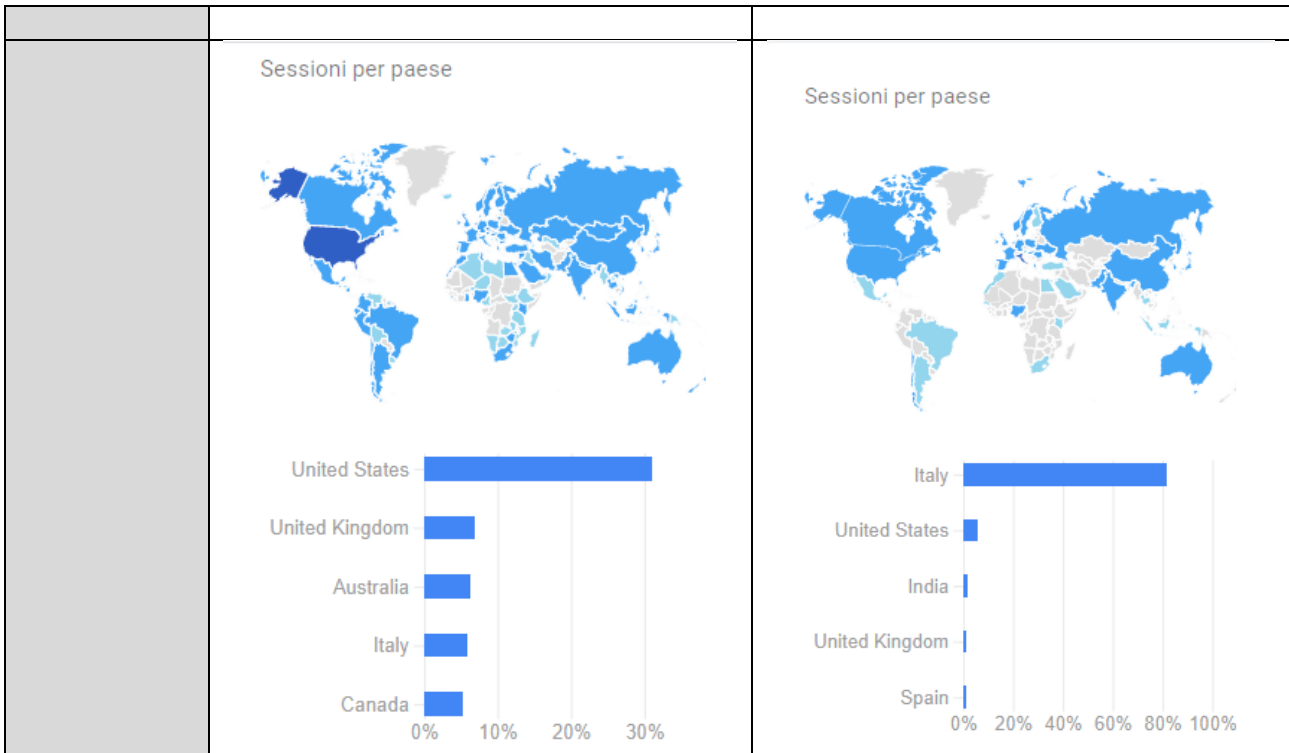 Sessioni per paese
United States
United Kingdom
Australia
Italy
Canada
0% 10% 20% 30%
Sessioni per paese
Italy
United States
India
United Kingdom
Spain
0% 20% 40% 60% 80% 100%